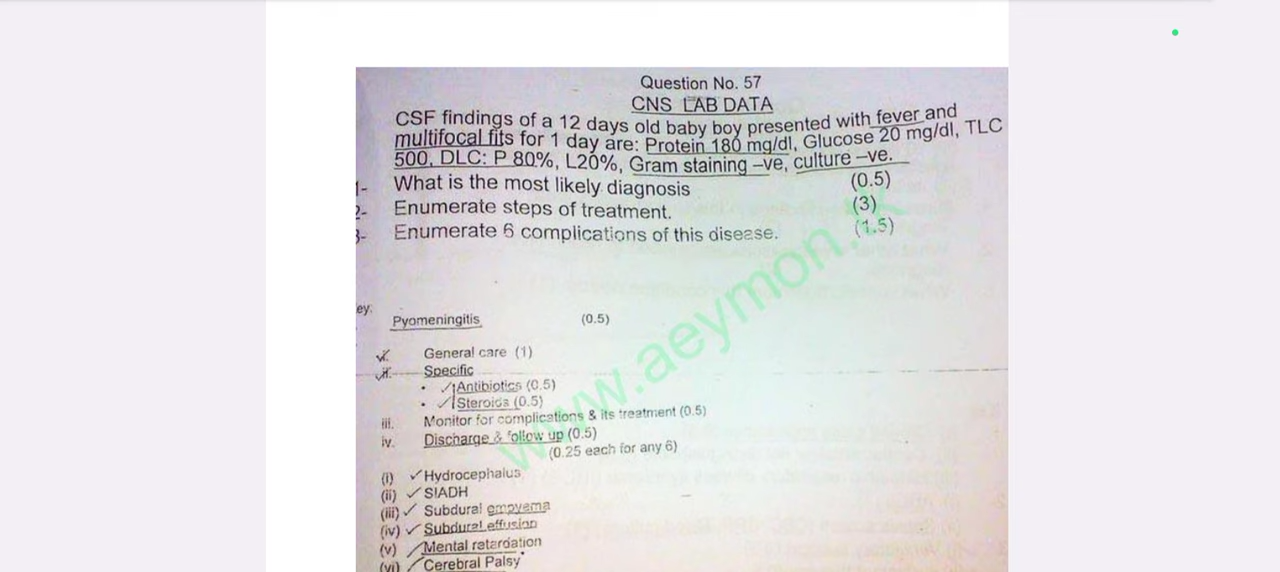 Question No. 57
CNS LAB DATA
CSF findings of a 12 days old baby boy presented with fever and
multifocal fits for 1 day are: Protein 180 mg/dl, Glucose 20 mg/dl, TLC
500, DLC: P 80%, L20%, Gram staining –ve, culture –ve.
1- What is the most likely diagnosis (0.5)
2- Enumerate steps of treatment. (3)
3- Enumerate 6 complications of this disease. (1.5)
ey:
Pyomeningitis (0.5)
General care (1)
Specific
• Antibiotics (0.5)
• Steroids (0.5)
iii. Monitor for complications & its treatment (0.5)
iv. Discharge & follow up (0.5)
(0.25 each for any 6)
(i) Hydrocephalus
(ii) SIADH
(iii) Subdural empyema
(iv) Subdural effusion
(v) Mental retardation
(vi) Cerebral Palsy
www.aeymon.